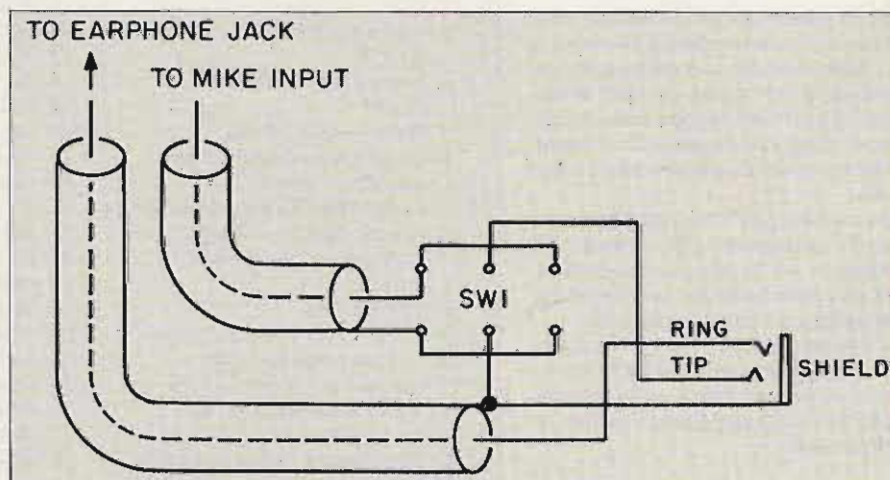 TO EARPHONE JACK
TO MIKE INPUT
SW1
RING
TIP
SHIELD